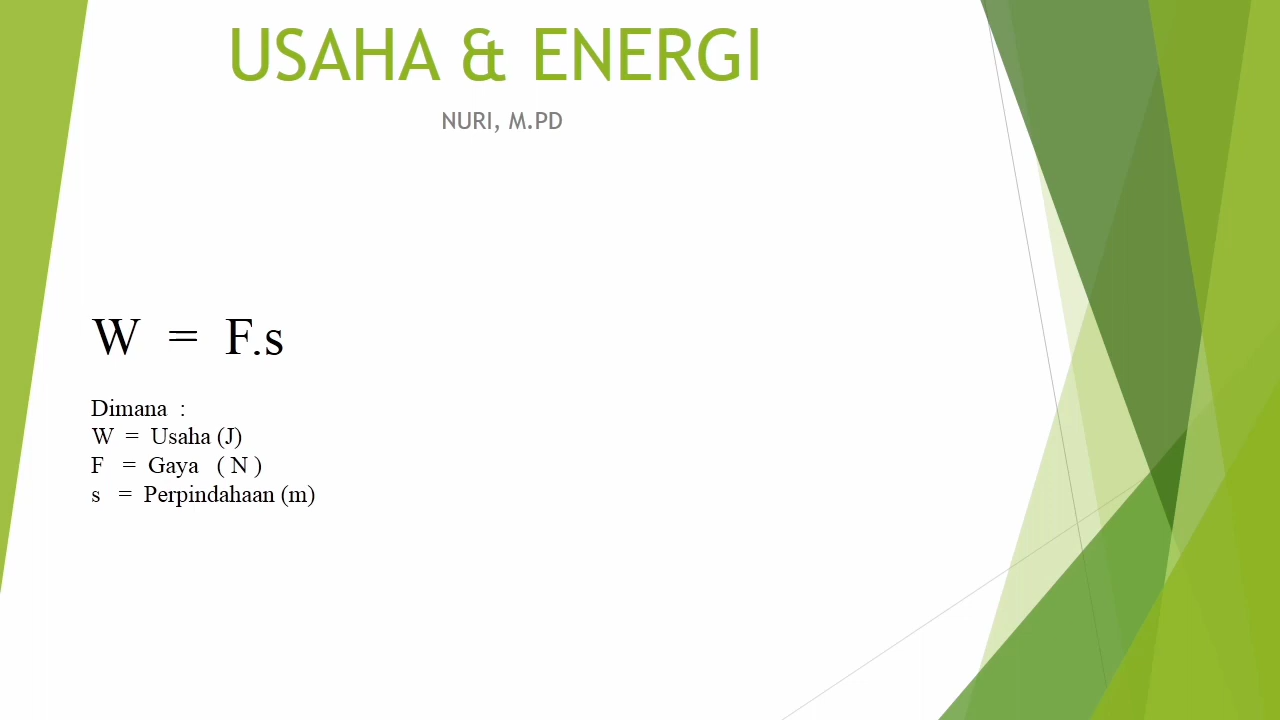 USAHA & ENERGI
NURI, M.PD
W = F.s
Dimana :
W = Usaha (J)
F = Gaya ( N )
s = Perpindahaan (m)